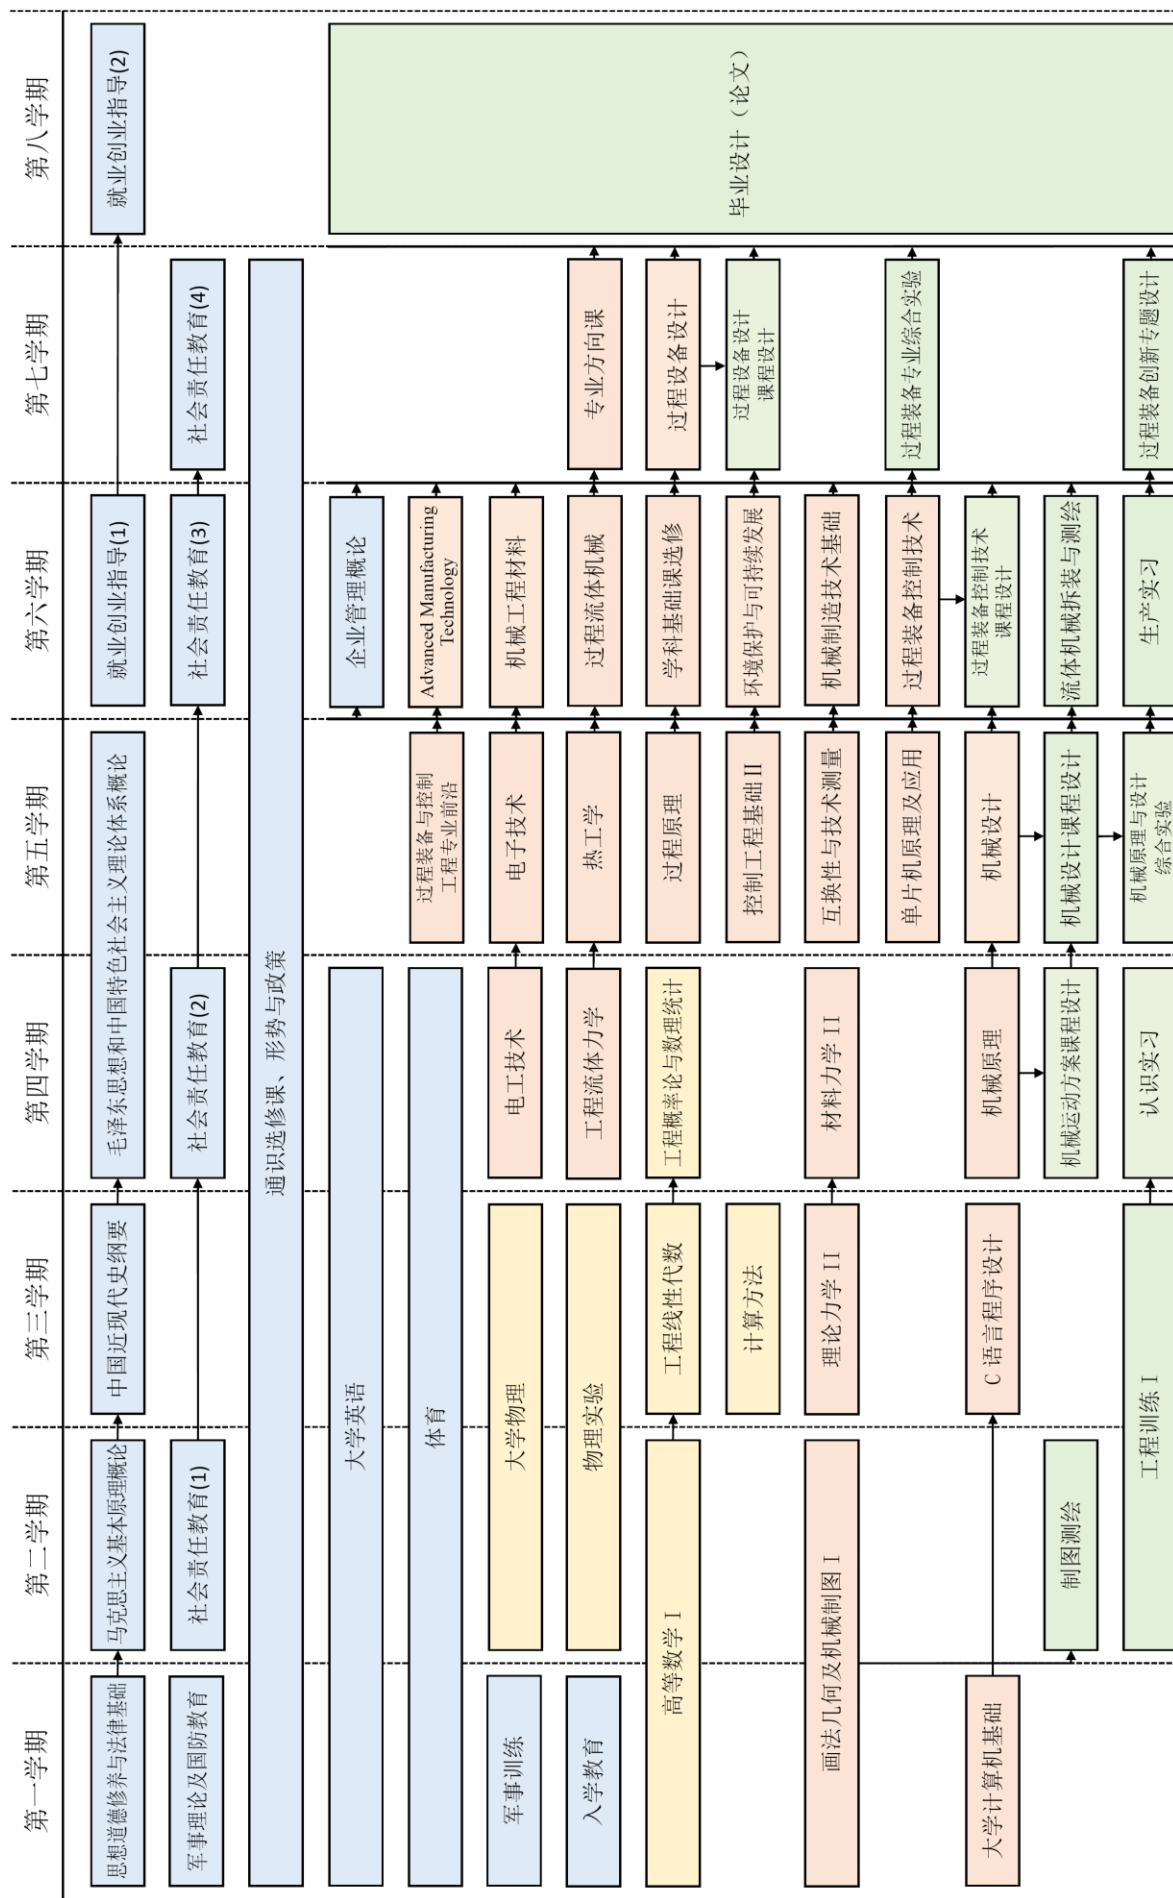 第一学期
第二学期
第三学期
第四学期
第五学期
第六学期
第七学期
第八学期
思想道德修养与法律基础
马克思主义基本原理概论
中国近现代史纲要
毛泽东思想和中国特色社会主义理论体系概论
就业创业指导(1)
就业创业指导(2)
军事理论及国防教育
社会责任教育(1)
社会责任教育(2)
社会责任教育(3)
社会责任教育(4)
通识选修课、形势与政策
大学英语
企业管理概论
毕业设计（论文）
体育
过程装备与控制
工程专业前沿
Advanced Manufacturing
Technology
军事训练
大学物理
电工技术
电子技术
机械工程材料
入学教育
物理实验
工程流体力学
热工学
过程流体机械
专业方向课
高等数学 I
工程线性代数
工程概率论与数理统计
过程原理
学科基础课选修
过程设备设计
计算方法
控制工程基础 II
环境保护与可持续发展
过程设备设计
课程设计
画法几何及机械制图 I
理论力学 II
材料力学 II
互换性与技术测量
机械制造技术基础
单片机原理及应用
过程装备控制技术
过程装备专业综合实验
大学计算机基础
C 语言程序设计
机械原理
机械设计
过程装备控制技术
课程设计
制图测绘
机械运动方案课程设计
机械设计课程设计
流体机械拆装与测绘
工程训练 I
认识实习
机械原理与设计
综合实验
生产实习
过程装备创新专题设计